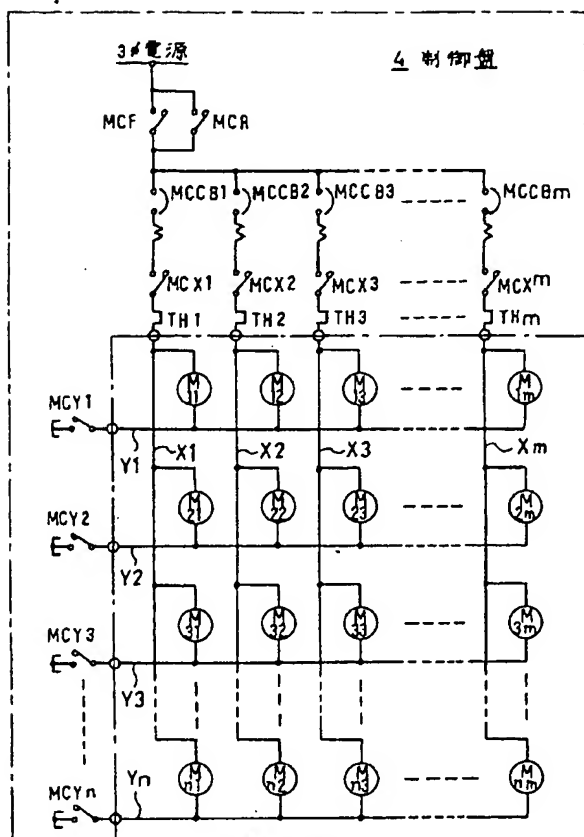 3ø電源
4 制御盤
MCF MCR
MCCB1 MCCB2 MCCB3 MCCBm
MCX1 MCX2 MCX3 MCXm
TH1 TH2 TH3 THm
M11 M12 M13 M1m
MCY1
Y1 X1 X2 X3 Xm
M21 M22 M23 M2m
MCY2
Y2
M31 M32 M33 M3m
MCY3
Y3
Mn1 Mn2 Mn3 Mnm
MCYn Yn